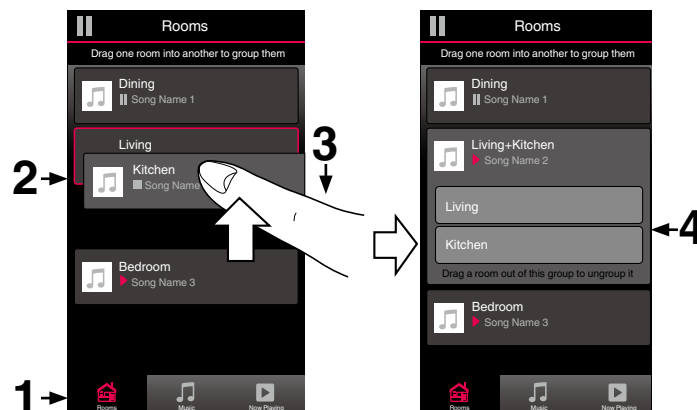 Rooms
Drag one room into another to group them
Dining
Song Name 1
Living
Kitchen
Song Name
Bedroom
Song Name 3
Rooms
Music
Now Playing
1
2
3
Rooms
Drag one room into another to group them
Dining
Song Name 1
Living+Kitchen
Song Name 2
Living
Kitchen
Drag a room out of this group to ungroup it
Bedroom
Song Name 3
Rooms
Music
Now Playing
4